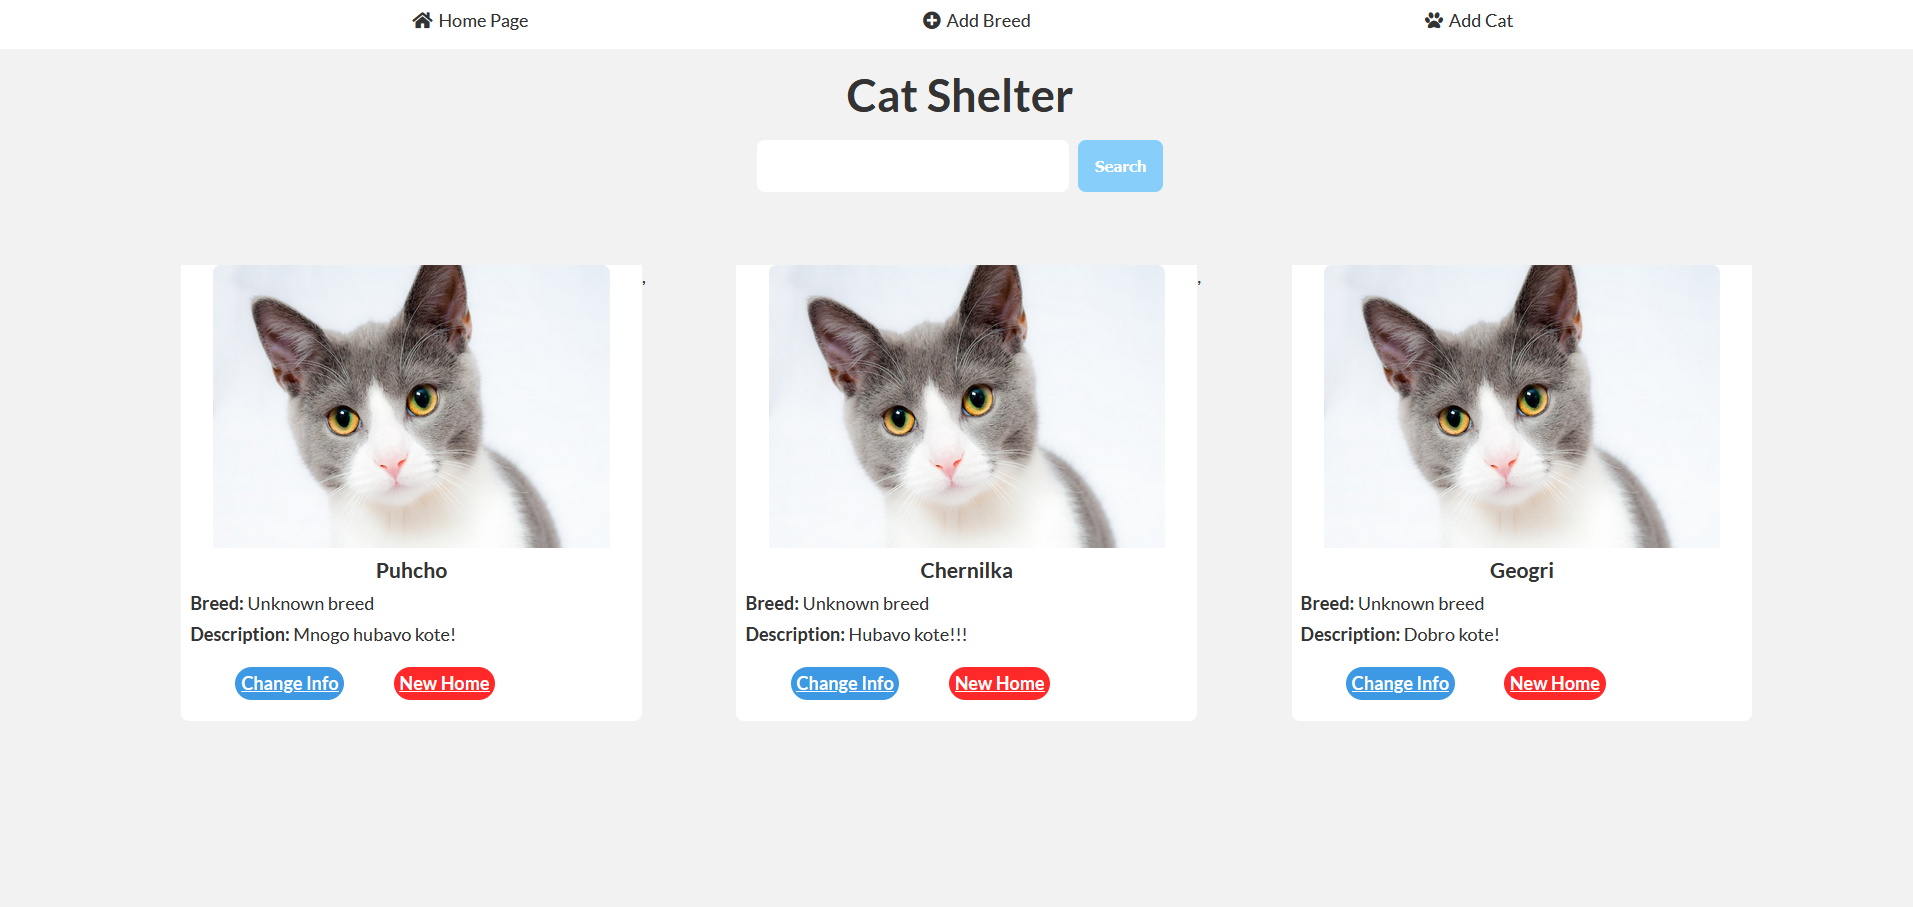 Home Page
Add Breed
Add Cat
Cat Shelter
Search
,
,
Puhcho
Breed: Unknown breed
Description: Mnogo hubavo kote!
Change Info
New Home
Chernilka
Breed: Unknown breed
Description: Hubavo kote!!!
Change Info
New Home
Geogri
Breed: Unknown breed
Description: Dobro kote!
Change Info
New Home